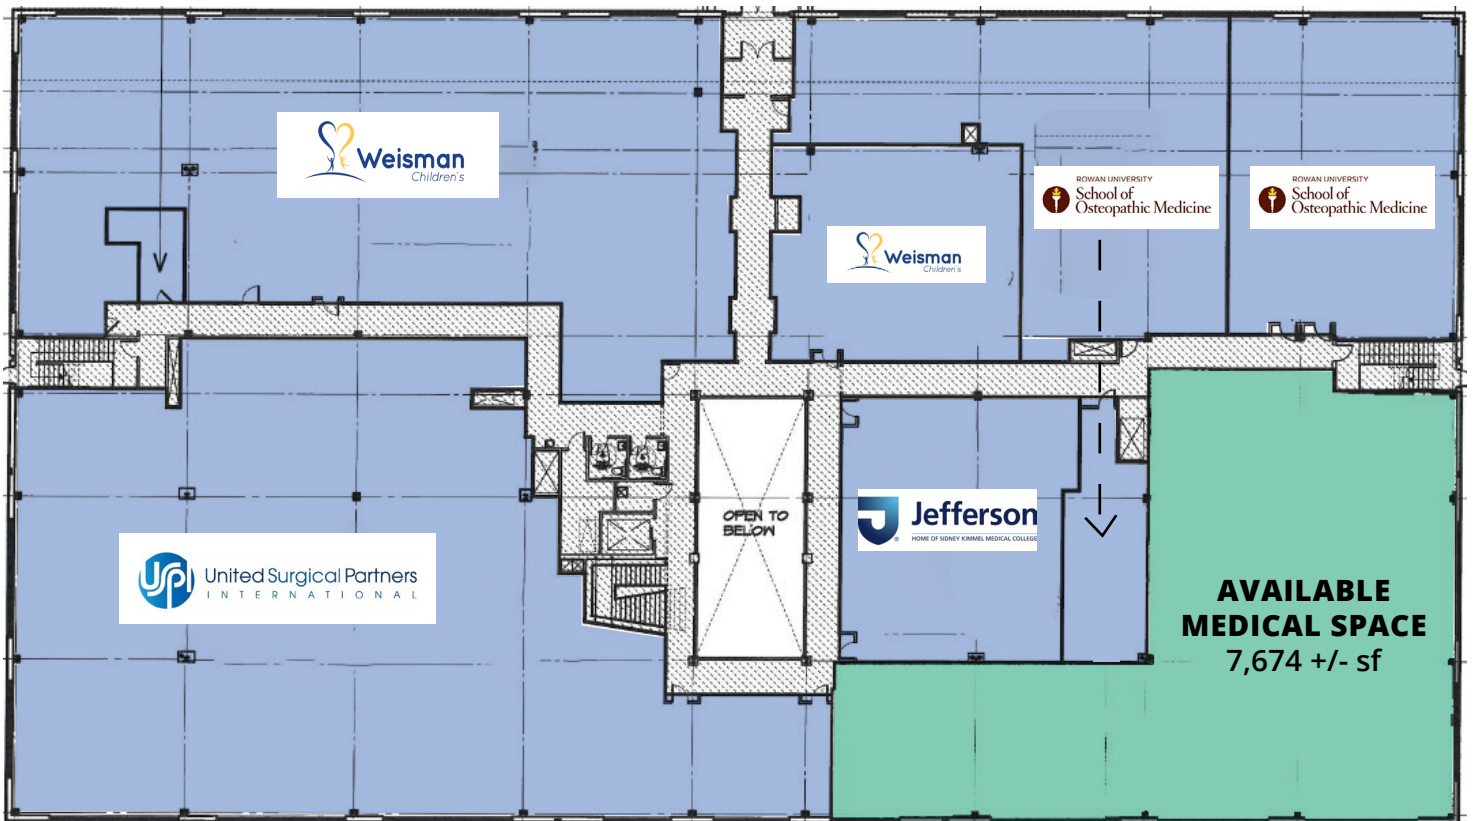 Weisman
Children's
Weisman
Children's
ROWAN UNIVERSITY
School of
Osteopathic Medicine
ROWAN UNIVERSITY
School of
Osteopathic Medicine
OPEN TO
BELOW
Jefferson
HOME OF SIDNEY KIMMEL MEDICAL COLLEGE
USPI
United Surgical Partners
INTERNATIONAL
AVAILABLE
MEDICAL SPACE
7,674 +/- sf